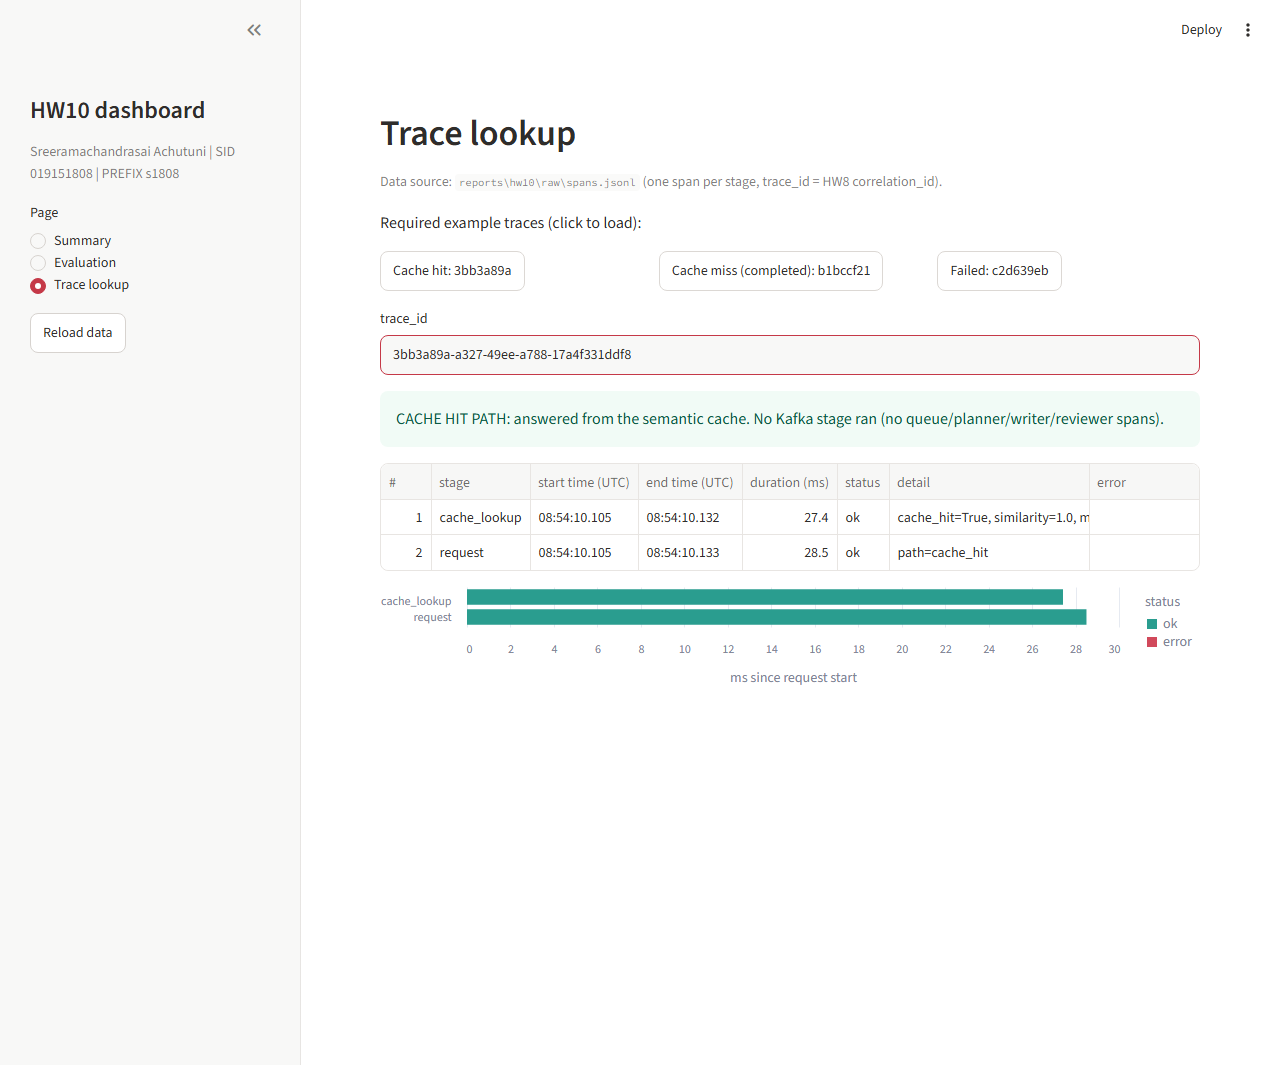 Deploy
HW10 dashboard
Sreeramachandrasai Achutuni | SID
019151808 | PREFIX s1808
Page
Summary
Evaluation
Trace lookup
Reload data
Trace lookup
Data source: reports\hw10\raw\spans.jsonl (one span per stage, trace_id = HW8 correlation_id).
Required example traces (click to load):
Cache hit: 3bb3a89a
Cache miss (completed): b1bccf21
Failed: c2d639eb
trace_id
3bb3a89a-a327-49ee-a788-17a4f331ddf8
CACHE HIT PATH: answered from the semantic cache. No Kafka stage ran (no queue/planner/writer/reviewer spans).
# stage start time (UTC) end time (UTC) duration (ms) status detail error
1 cache_lookup 08:54:10.105 08:54:10.132 27.4 ok cache_hit=True, similarity=1.0, m
2 request 08:54:10.105 08:54:10.133 28.5 ok path=cache_hit
cache_lookup
request
0 2 4 6 8 10 12 14 16 18 20 22 24 26 28 30
ms since request start
status
ok
error